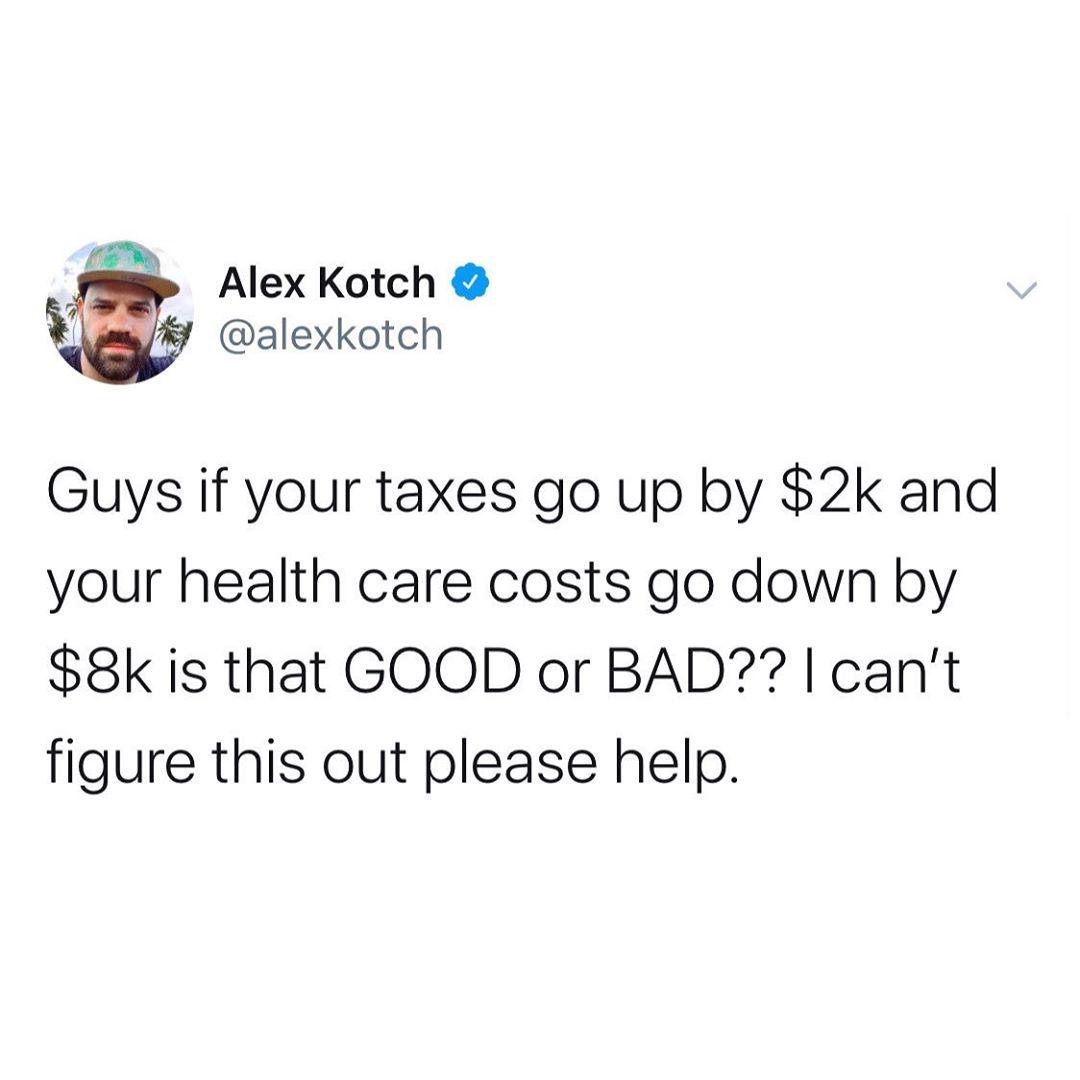 Alex Kotch
@alexkotch
Guys if your taxes go up by $2k and
your health care costs go down by
$8k is that GOOD or BAD?? I can't
figure this out please help.